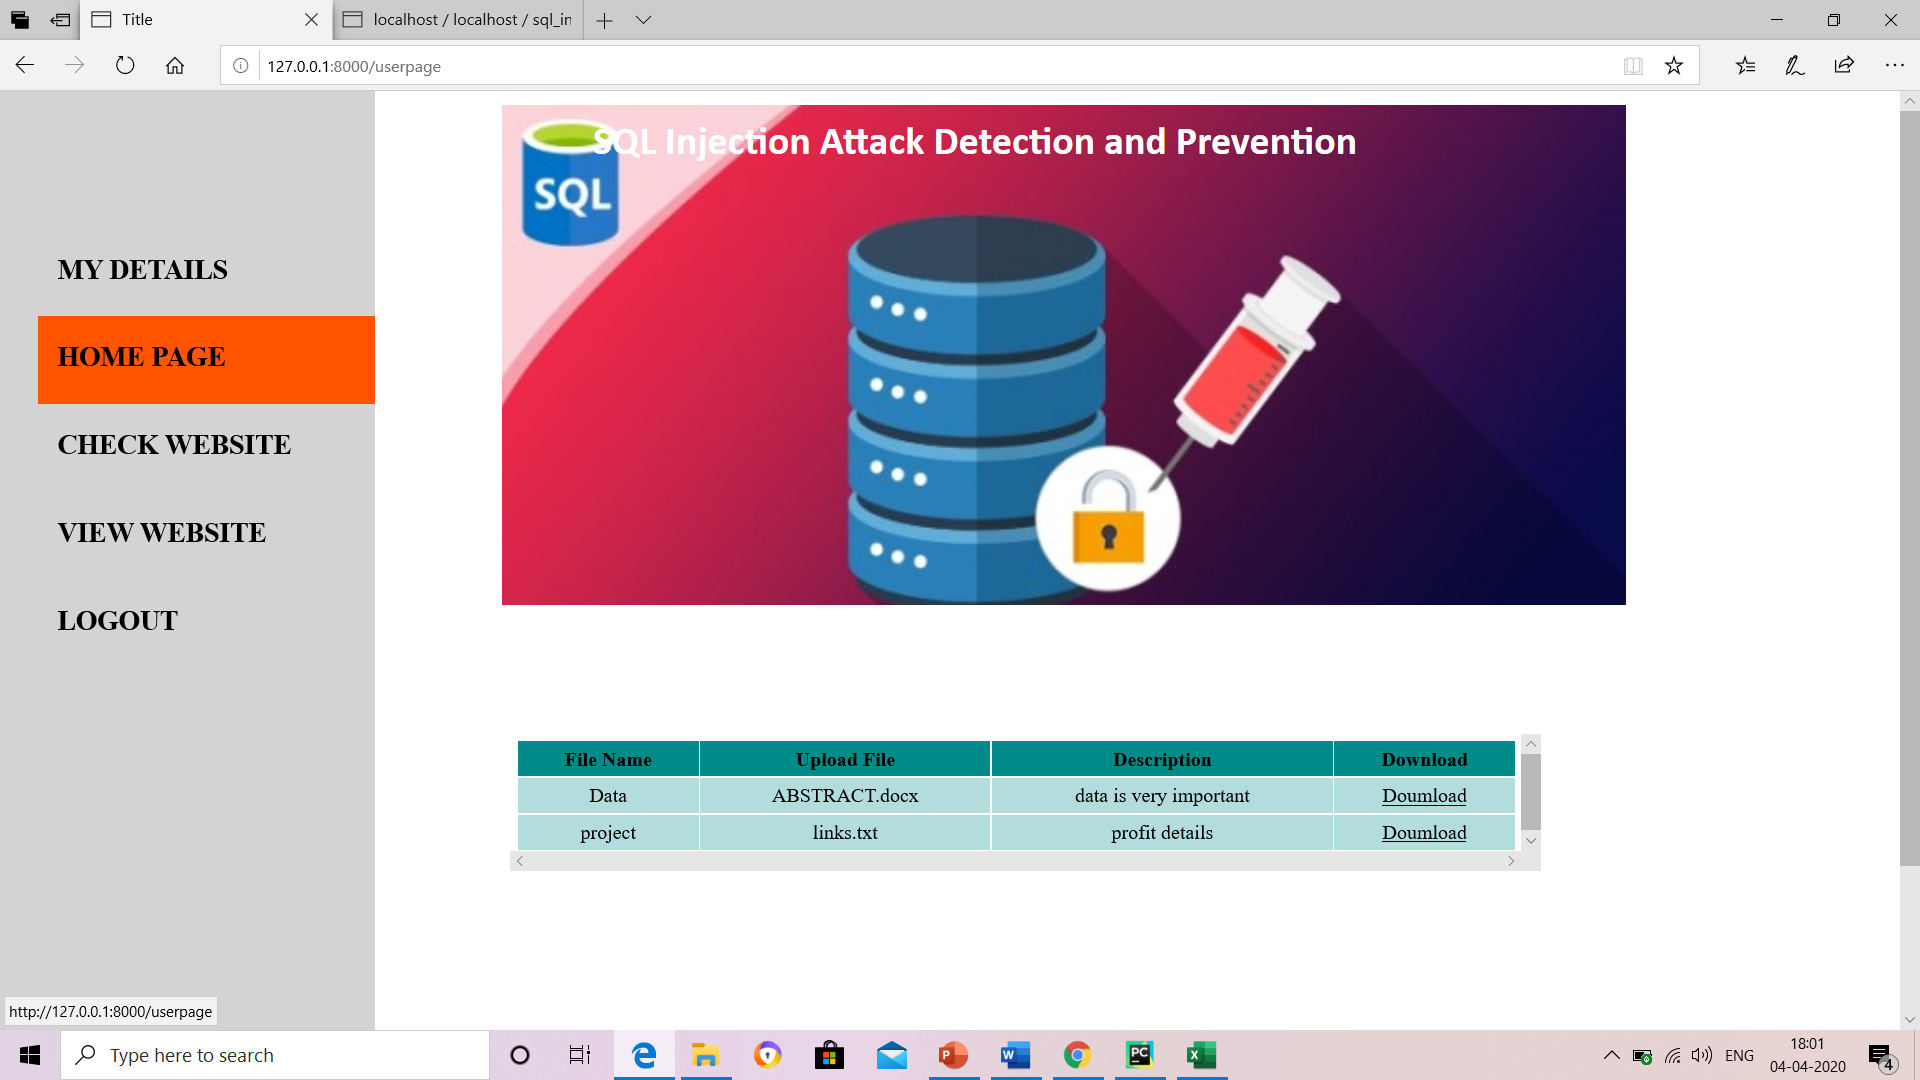 Title
localhost / localhost / sql_in
127.0.0.1:8000/userpage
SQL Injection Attack Detection and Prevention
SQL
MY DETAILS
HOME PAGE
CHECK WEBSITE
VIEW WEBSITE
LOGOUT
File Name Upload File Description Download
Data ABSTRACT.docx data is very important Doumload
project links.txt profit details Doumload
http://127.0.0.1:8000/userpage
Type here to search
P
W
PC
X
ENG
18:01
04-04-2020
4